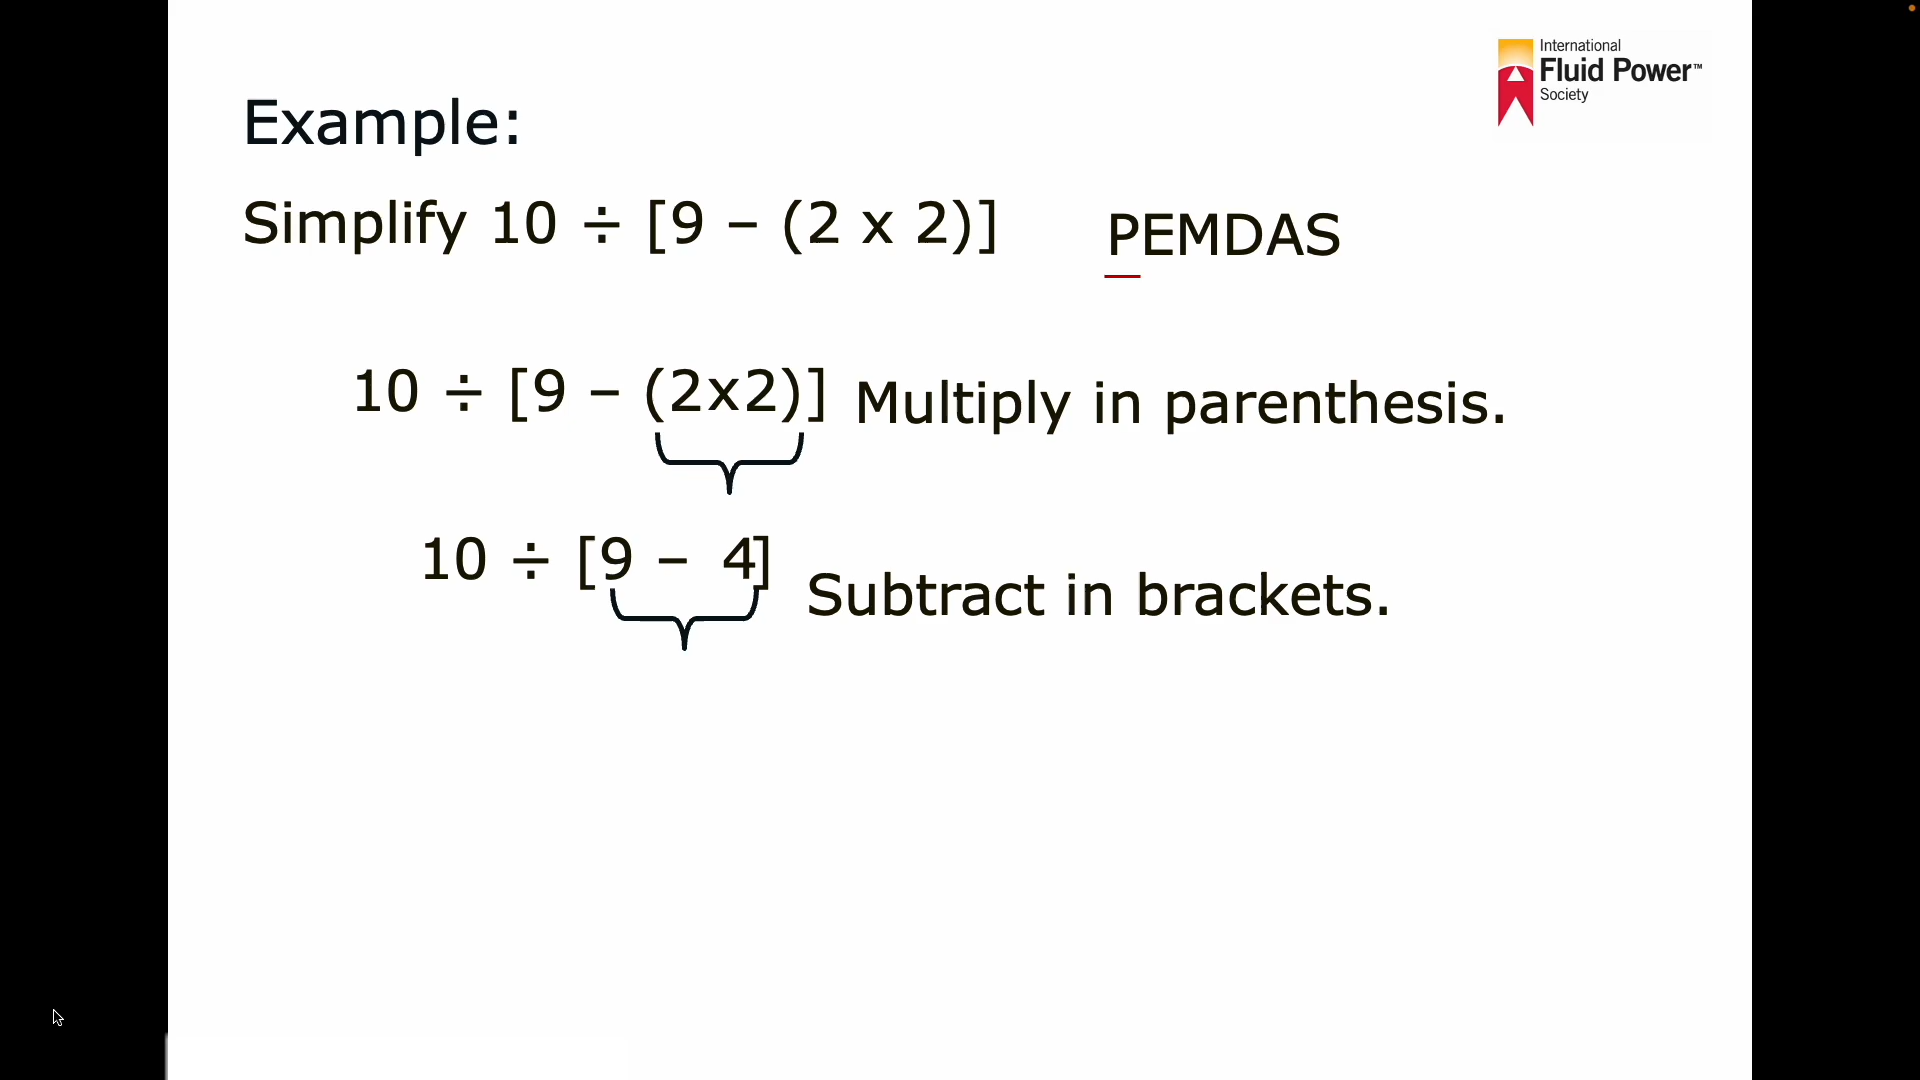 International
Fluid Power™
Society
Example:
Simplify 10 ÷ [9 – (2 x 2)]
PEMDAS
10 ÷ [9 – (2x2)] Multiply in parenthesis.
10 ÷ [9 – 4]
Subtract in brackets.